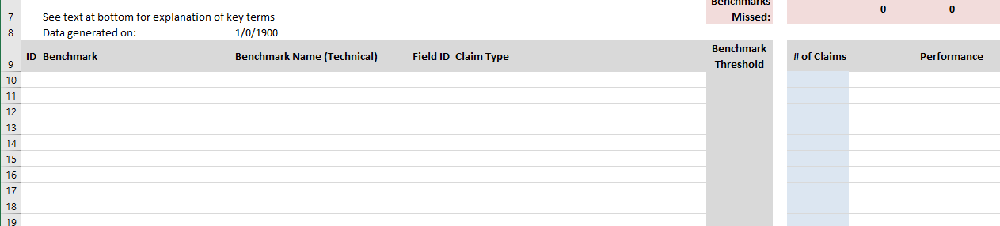 Benchmarks
Missed: 0 0
7 See text at bottom for explanation of key terms
8 Data generated on: 1/0/1900
9 ID Benchmark Benchmark Name (Technical) Field ID Claim Type Benchmark Threshold # of Claims Performance
10
11
12
13
14
15
16
17
18
19